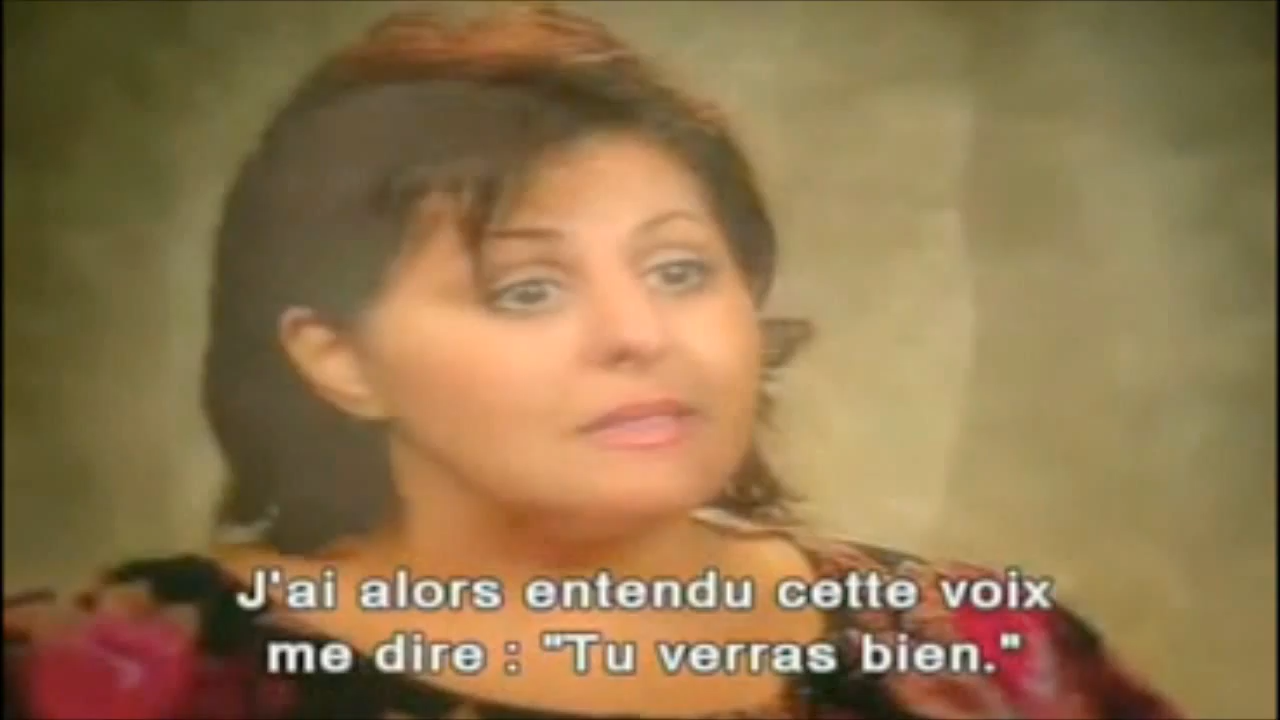 J'ai alors entendu cette voix
me dire : "Tu verras bien."